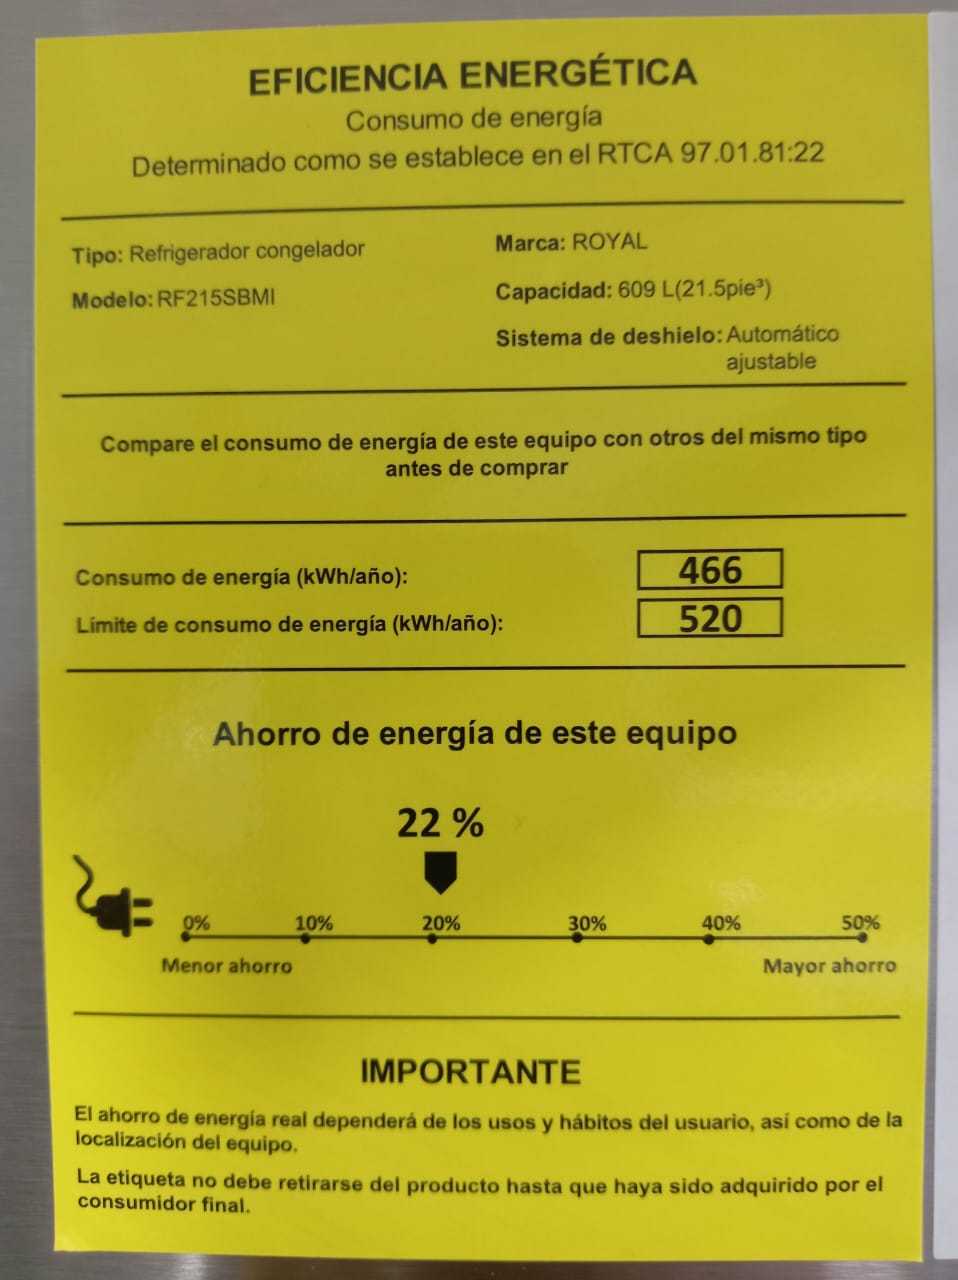 EFICIENCIA ENERGÉTICA
Consumo de energía
Determinado como se establece en el RTCA 97.01.81:22
Tipo: Refrigerador congelador
Modelo: RF215SBMI
Marca: ROYAL
Capacidad: 609 L(21.5pie³)
Sistema de deshielo: Automático
ajustable
Compare el consumo de energía de este equipo con otros del mismo tipo
antes de comprar
Consumo de energía (kWh/año): 466
Límite de consumo de energía (kWh/año): 520
Ahorro de energía de este equipo
22 %
0% 10% 20% 30% 40% 50%
Menor ahorro Mayor ahorro
IMPORTANTE
El ahorro de energía real dependerá de los usos y hábitos del usuario, así como de la
localización del equipo.
La etiqueta no debe retirarse del producto hasta que haya sido adquirido por el
consumidor final.